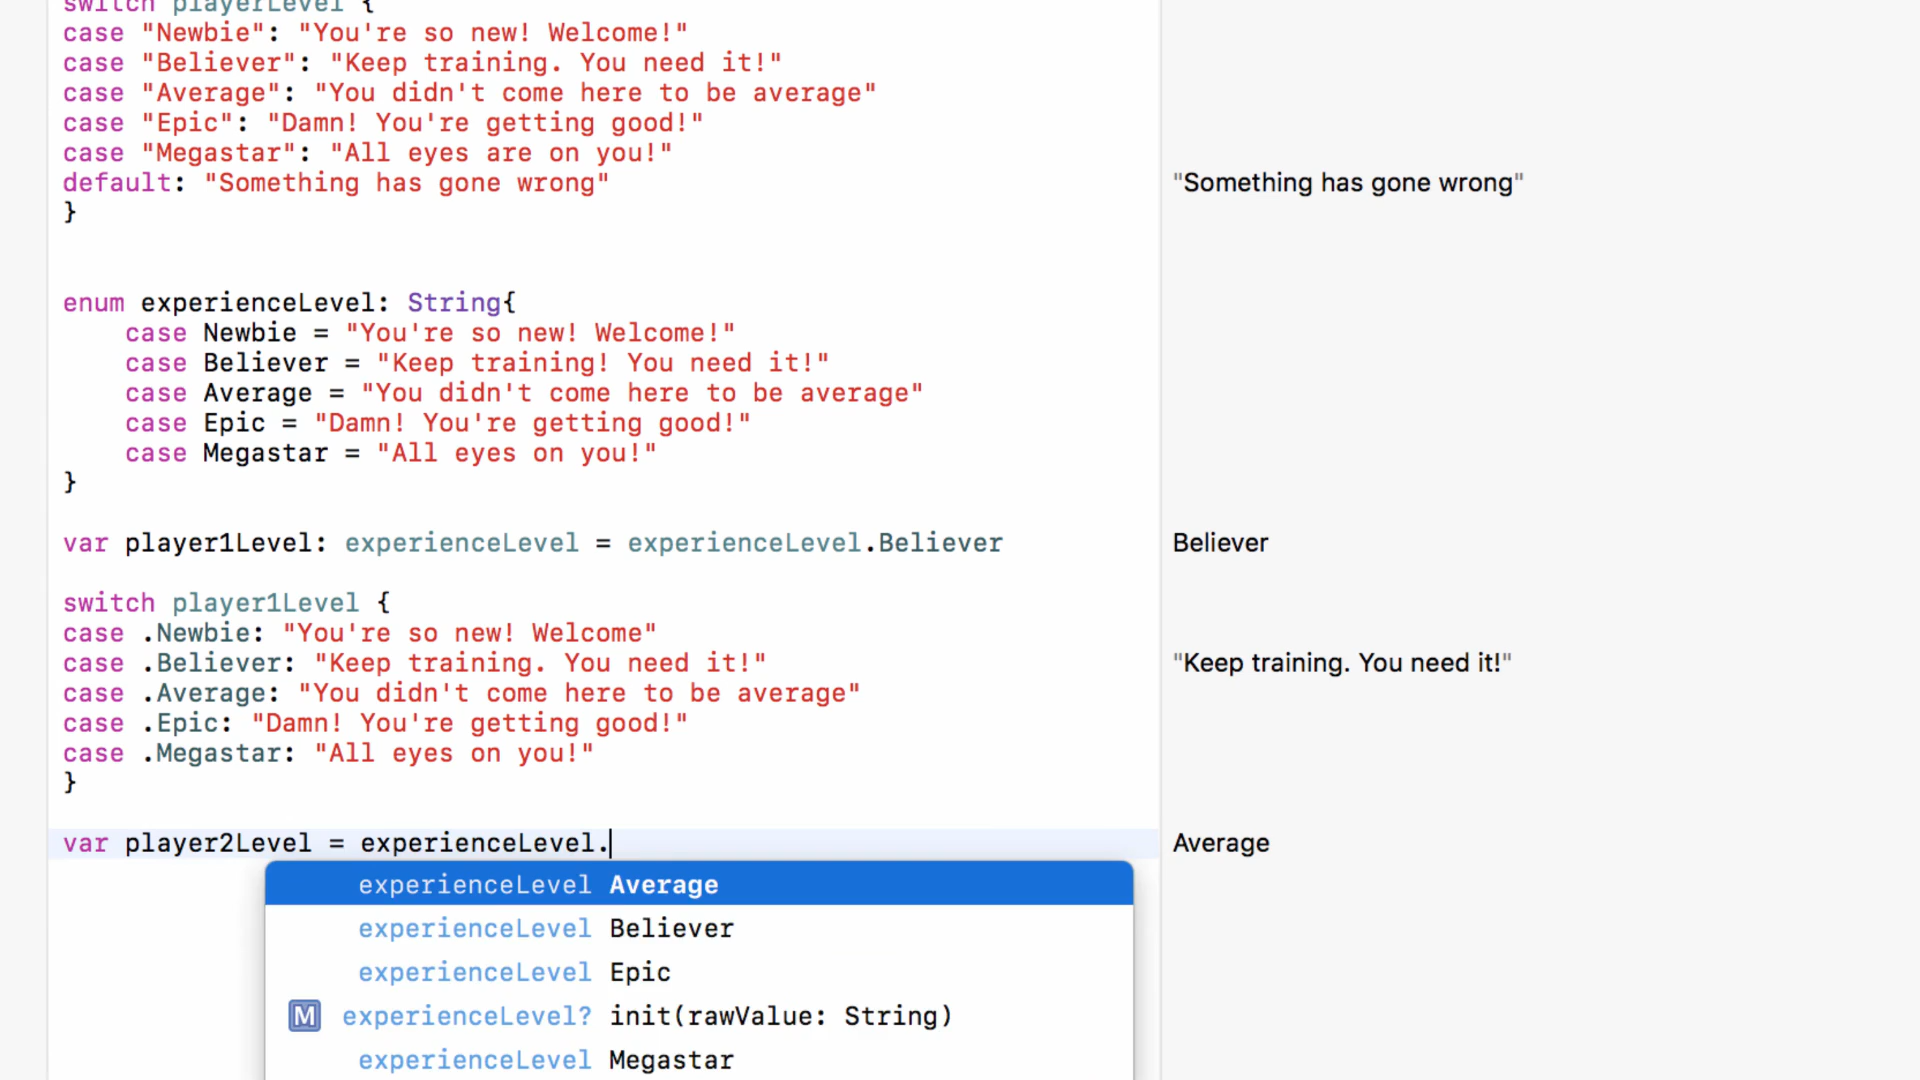 switch playerLevel {
case "Newbie": "You're so new! Welcome!"
case "Believer": "Keep training. You need it!"
case "Average": "You didn't come here to be average"
case "Epic": "Damn! You're getting good!"
case "Megastar": "All eyes are on you!"
default: "Something has gone wrong"
"Something has gone wrong"
}
enum experienceLevel: String{
case Newbie = "You're so new! Welcome!"
case Believer = "Keep training! You need it!"
case Average = "You didn't come here to be average"
case Epic = "Damn! You're getting good!"
case Megastar = "All eyes on you!"
}
var player1Level: experienceLevel = experienceLevel.Believer
Believer
switch player1Level {
case .Newbie: "You're so new! Welcome"
case .Believer: "Keep training. You need it!"
"Keep training. You need it!"
case .Average: "You didn't come here to be average"
case .Epic: "Damn! You're getting good!"
case .Megastar: "All eyes on you!"
}
var player2Level = experienceLevel.
Average
experienceLevel Average
experienceLevel Believer
experienceLevel Epic
M experienceLevel? init(rawValue: String)
experienceLevel Megastar